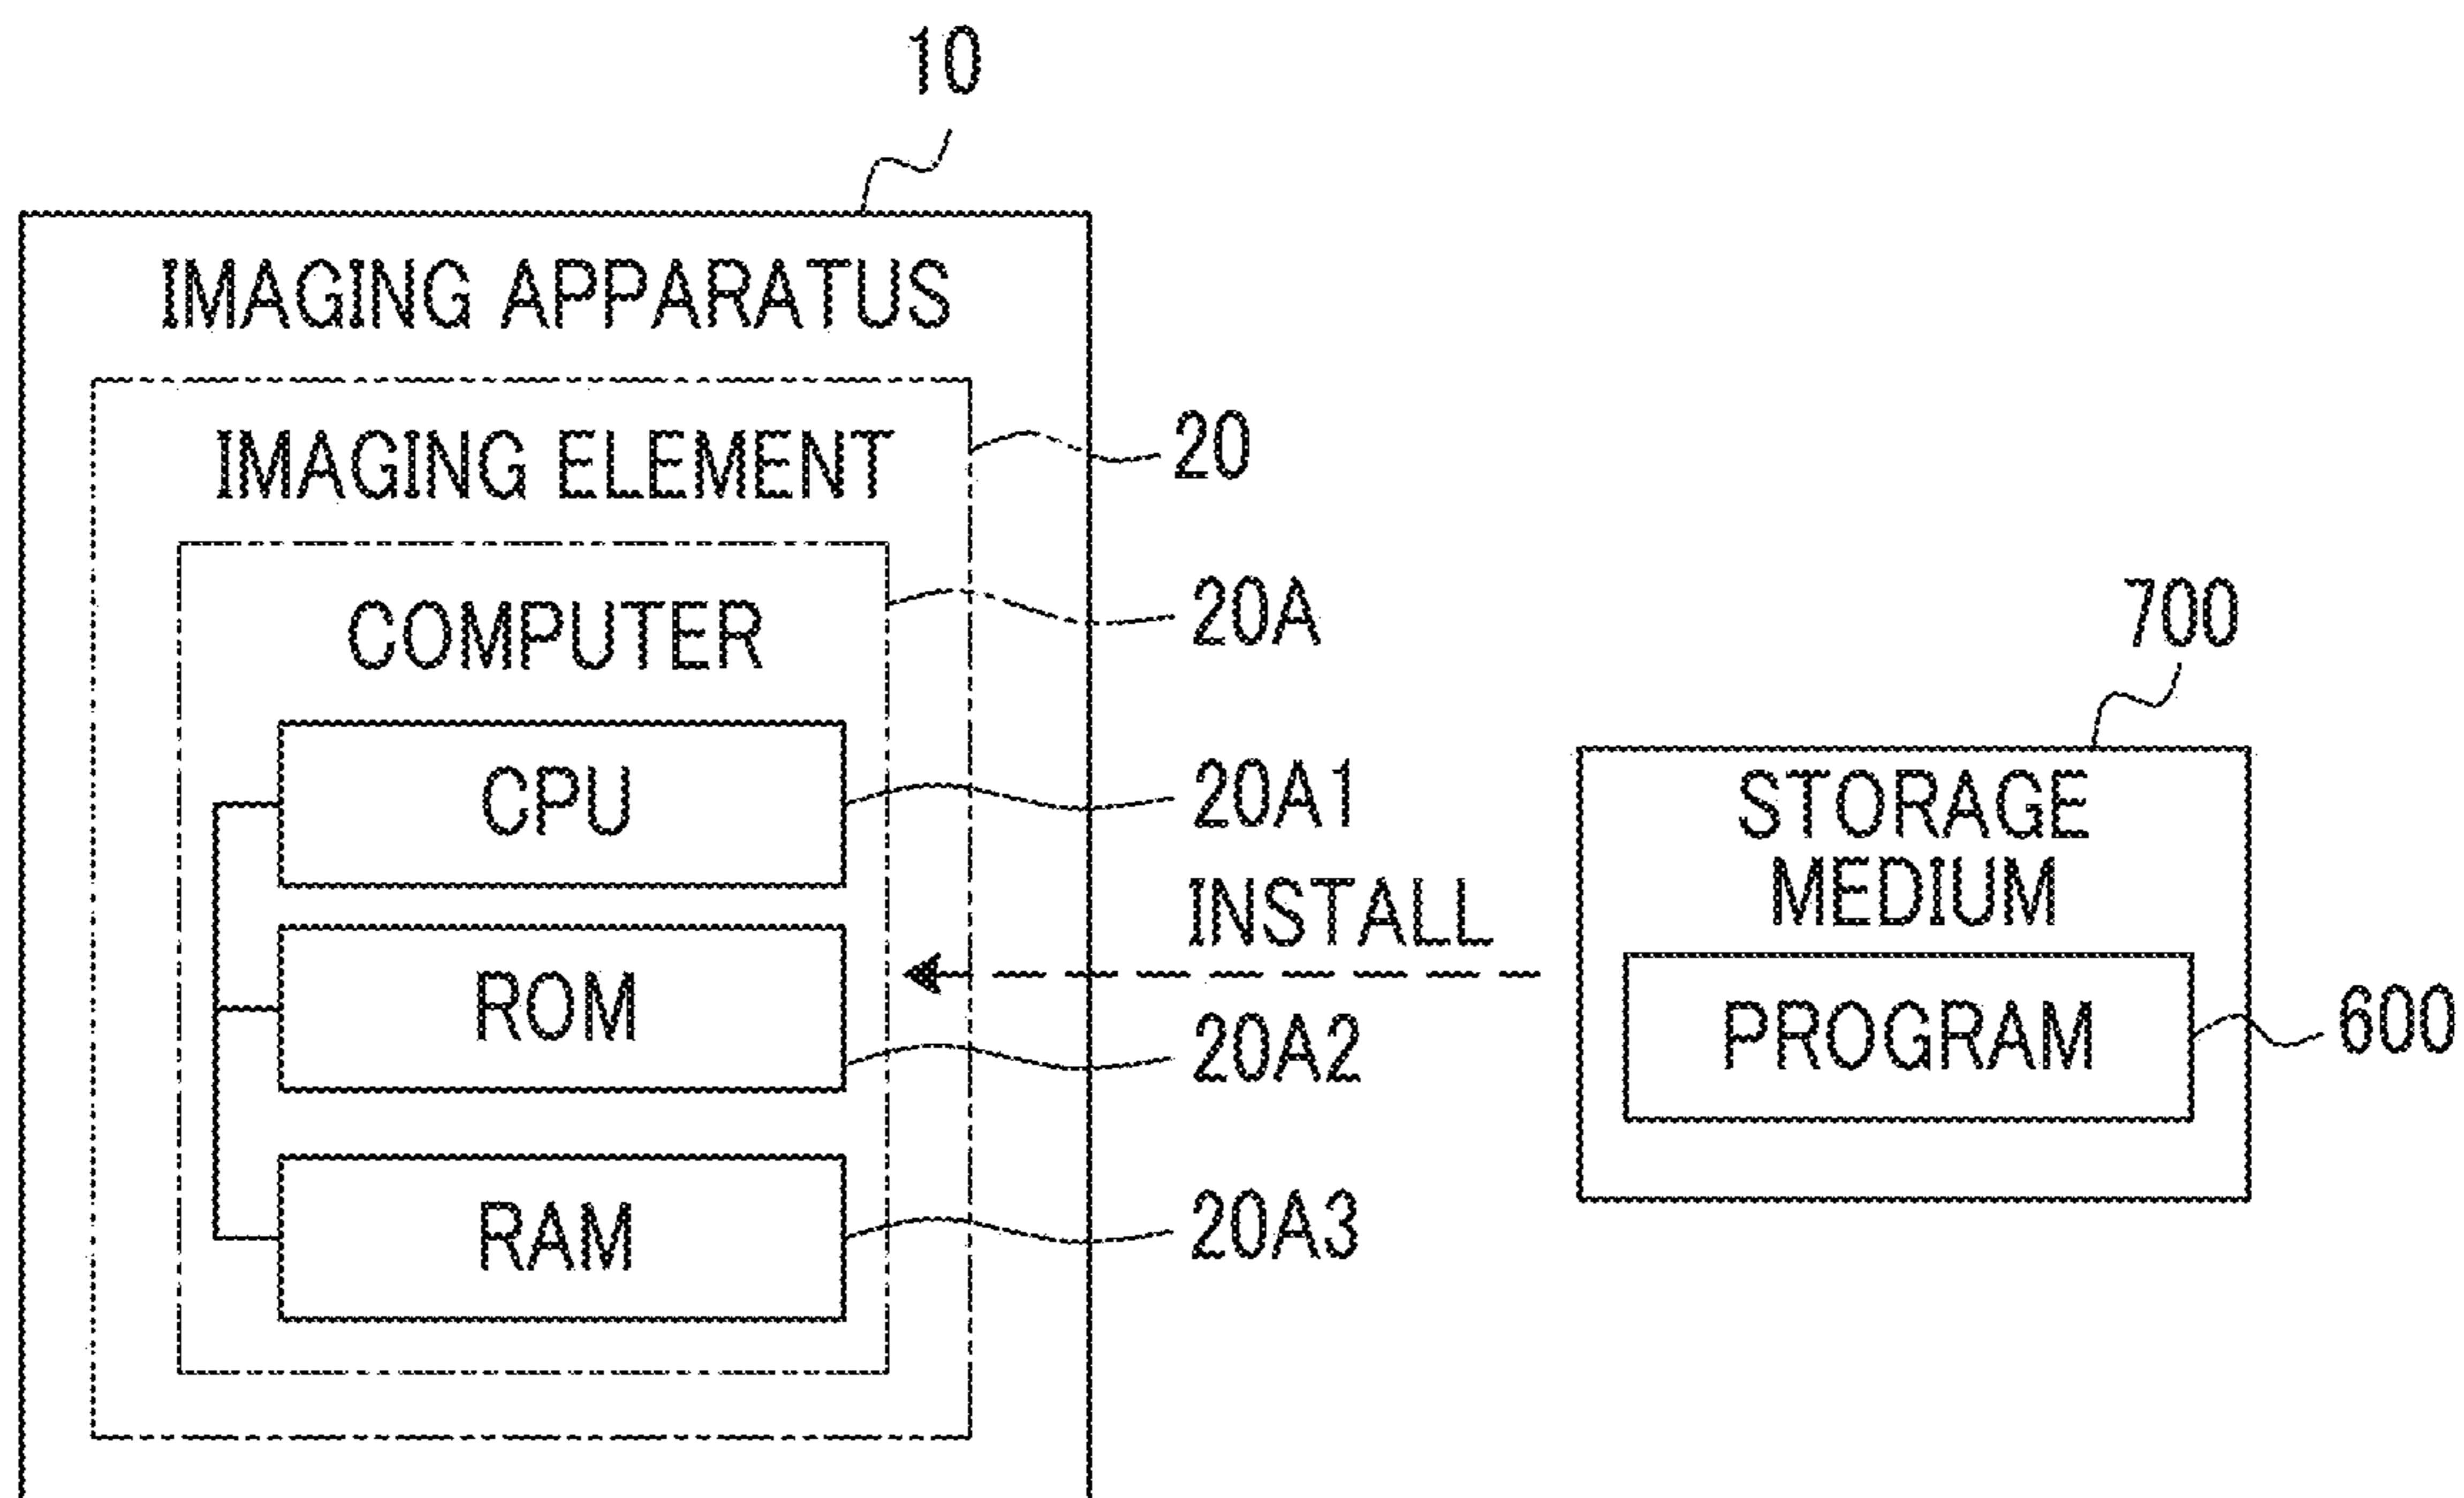 10
IMAGING APPARATUS
IMAGING ELEMENT
20
COMPUTER
20A
CPU
20A1
INSTALL
ROM
20A2
RAM
20A3
700
STORAGE
MEDIUM
PROGRAM
600